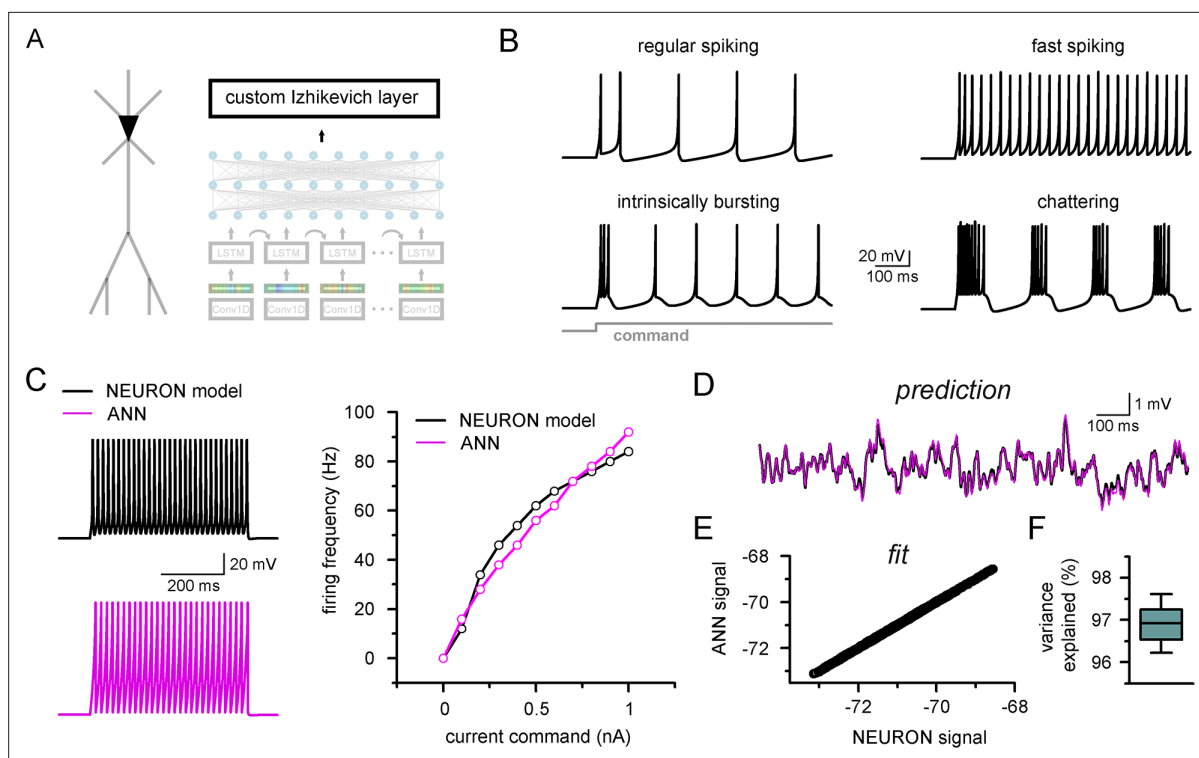 A
custom Izhikevich layer
LSTM LSTM LSTM LSTM
Conv1D Conv1D Conv1D Conv1D
B
regular spiking
fast spiking
intrinsically bursting
chattering
20 mV
100 ms
command
C
NEURON model
ANN
20 mV
200 ms
NEURON model
ANN
firing frequency (Hz)
100
80
60
40
20
0
0 0.5 1
current command (nA)
D
prediction
1 mV
100 ms
E
fit
ANN signal
-68
-70
-72
-72 -70 -68
NEURON signal
F
variance
explained (%)
98
97
96